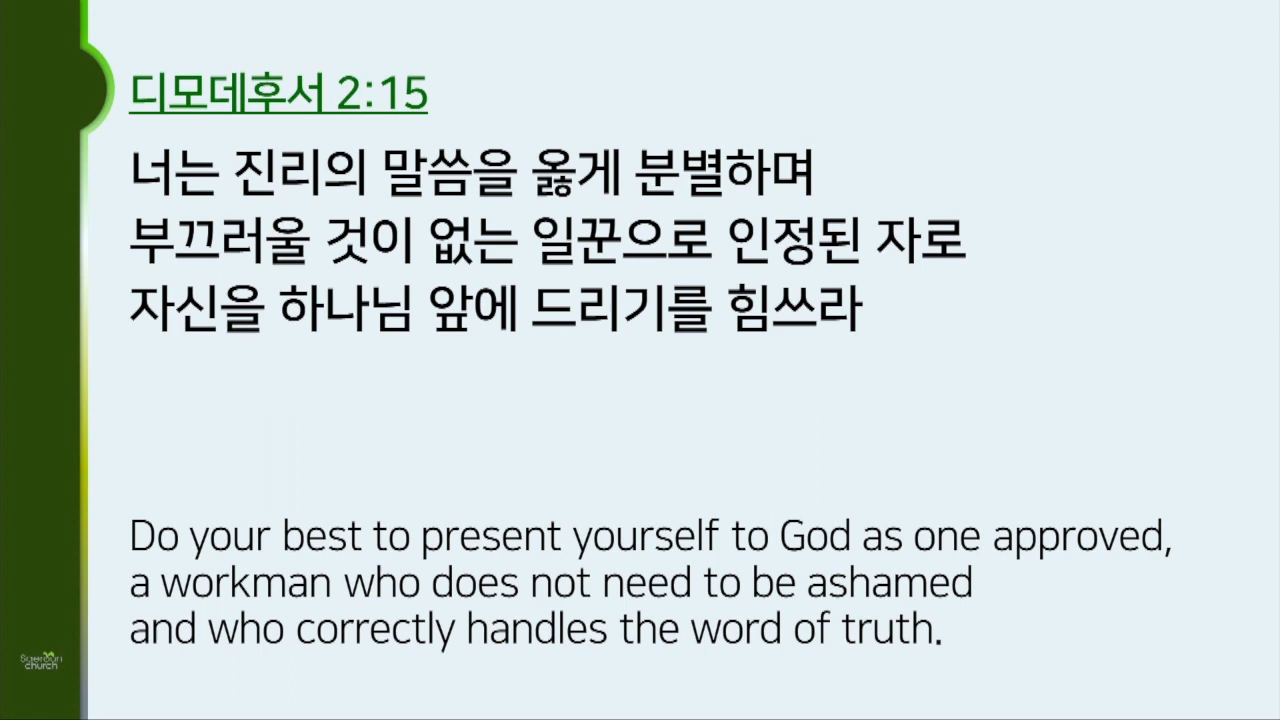 디모데후서 2:15
너는 진리의 말씀을 옳게 분별하며
부끄러울 것이 없는 일꾼으로 인정된 자로
자신을 하나님 앞에 드리기를 힘쓰라
Do your best to present yourself to God as one approved,
a workman who does not need to be ashamed
and who correctly handles the word of truth.
church